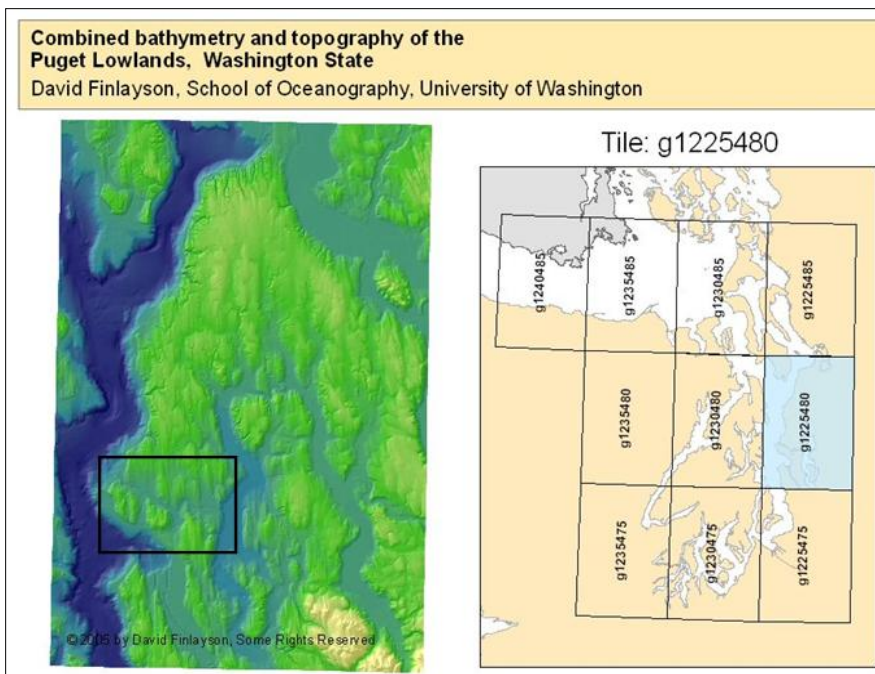 Combined bathymetry and topography of the
Puget Lowlands, Washington State
David Finlayson, School of Oceanography, University of Washington
Tile: g1225480
g1240485
g1235485
g1230485
g1225485
g1235480
g1230480
g1225480
g1235475
g1230475
g1225475
© 2005 by David Finlayson, Some Rights Reserved